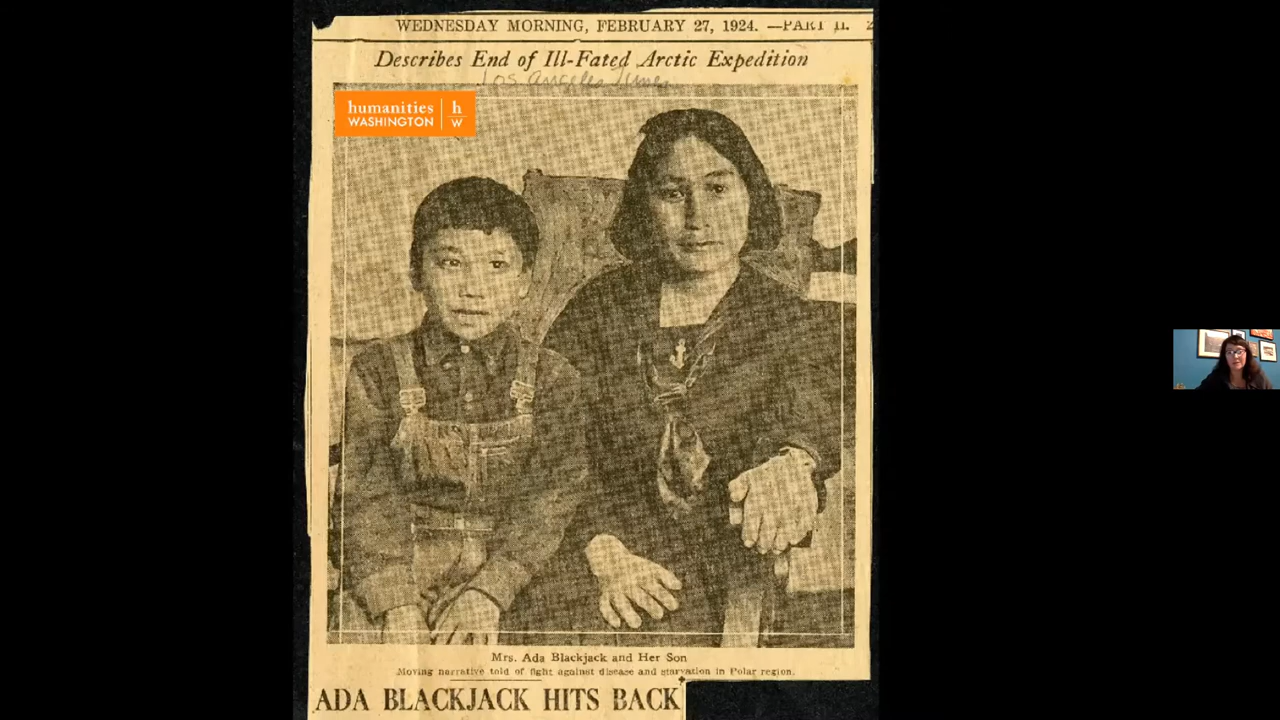 WEDNESDAY MORNING, FEBRUARY 27, 1924. —PART II.
Describes End of Ill-Fated Arctic Expedition
Los Angeles Times
humanities
WASHINGTON
h
W
Mrs. Ada Blackjack and Her Son
Moving narrative told of fight against disease and starvation in Polar region.
ADA BLACKJACK HITS BACK